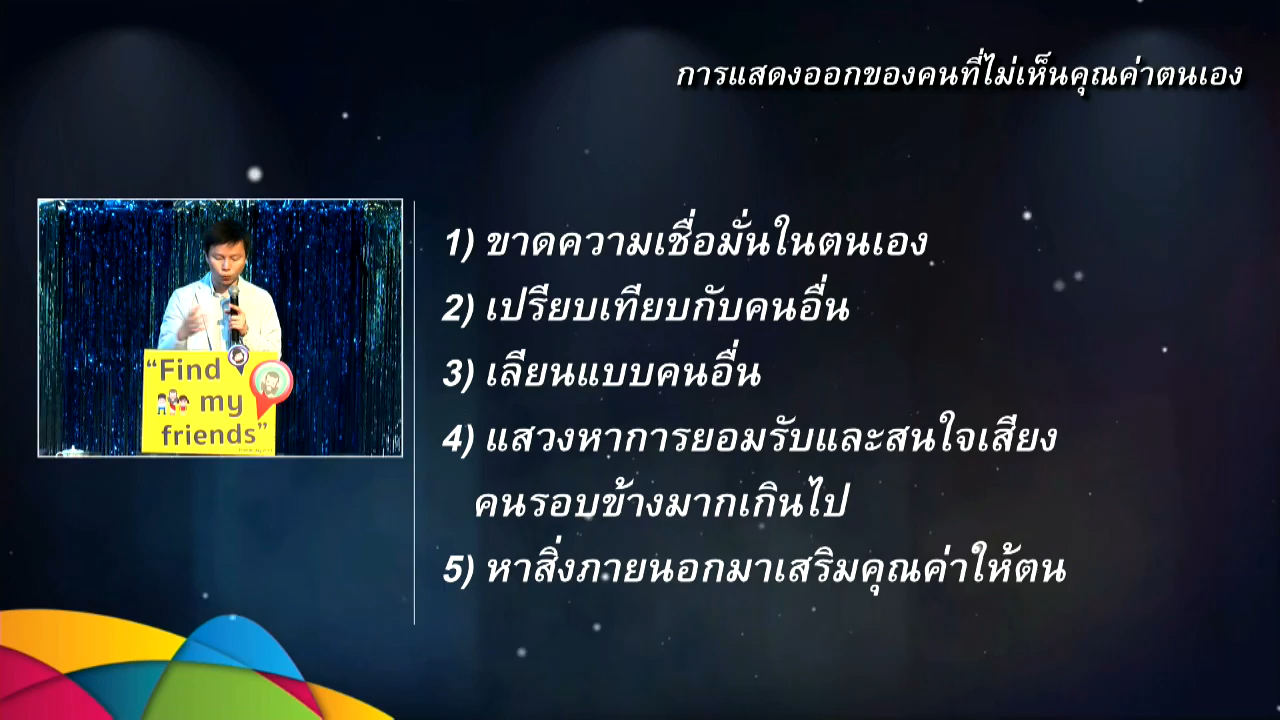 การแสดงออกของคนที่ไม่เห็นคุณค่าตนเอง
1) ขาดความเชื่อมั่นในตนเอง
2) เปรียบเทียบกับคนอื่น
3) เลียนแบบคนอื่น
4) แสวงหาการยอมรับและสนใจเสียง
คนรอบข้างมากเกินไป
5) หาสิ่งภายนอกมาเสริมคุณค่าให้ตน
“Find
my
friends”